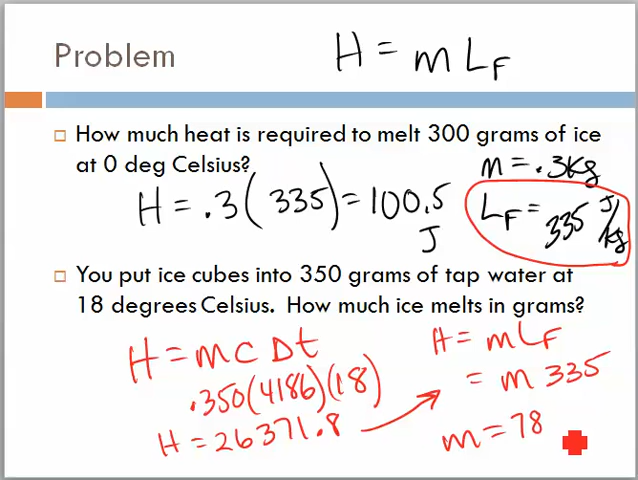 Problem
H = m L_F
How much heat is required to melt 300 grams of ice
at 0 deg Celsius?
m = .3kg
H = .3 ( 335 ) = 100.5
J
L_F = 335 J/kg
You put ice cubes into 350 grams of tap water at
18 degrees Celsius. How much ice melts in grams?
H = m C D t
.350(4186)(18)
H = 26371.8
H = m L_F
= m 335
m = 78